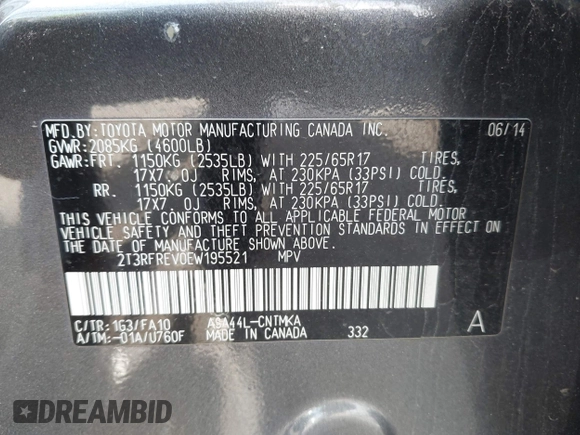 MFD.BY:TOYOTA MOTOR MANUFACTURING CANADA INC. 06/14
GVWR:2085KG (4600LB)
GAWR:FRT. 1150KG (2535LB) WITH 225/65R17 TIRES,
17X7.0J RIMS, AT 230KPA (33PSI) COLD.
RR. 1150KG (2535LB) WITH 225/65R17 TIRES,
17X7.0J RIMS, AT 230KPA (33PSI) COLD.
THIS VEHICLE CONFORMS TO ALL APPLICABLE FEDERAL MOTOR
VEHICLE SAFETY AND THEFT PREVENTION STANDARDS IN EFFECT ON
THE DATE OF MANUFACTURE SHOWN ABOVE.
2T3RFREV0EW195521 MPV
C/TR:1G3/FA10 ASA44L-CNTMKA
A/TM:-01A/U760F MADE IN CANADA 332 A
DREAMBID